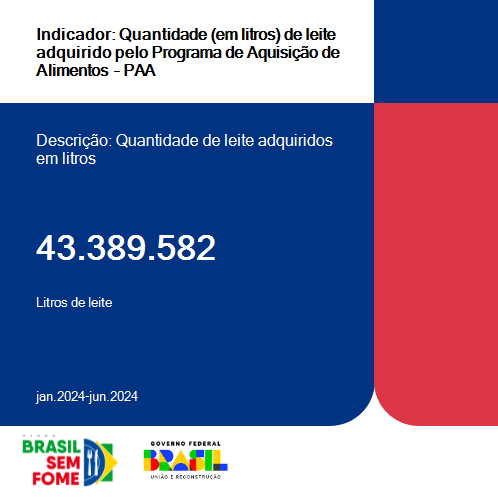 Indicador: Quantidade (em litros) de leite
adquirido pelo Programa de Aquisição de
Alimentos - PAA
Descrição: Quantidade de leite adquiridos
em litros
43.389.582
Litros de leite
jan.2024-jun.2024
PLANO
BRASIL
SEM
FOME
GOVERNO FEDERAL
BRASIL
UNIÃO E RECONSTRUÇÃO